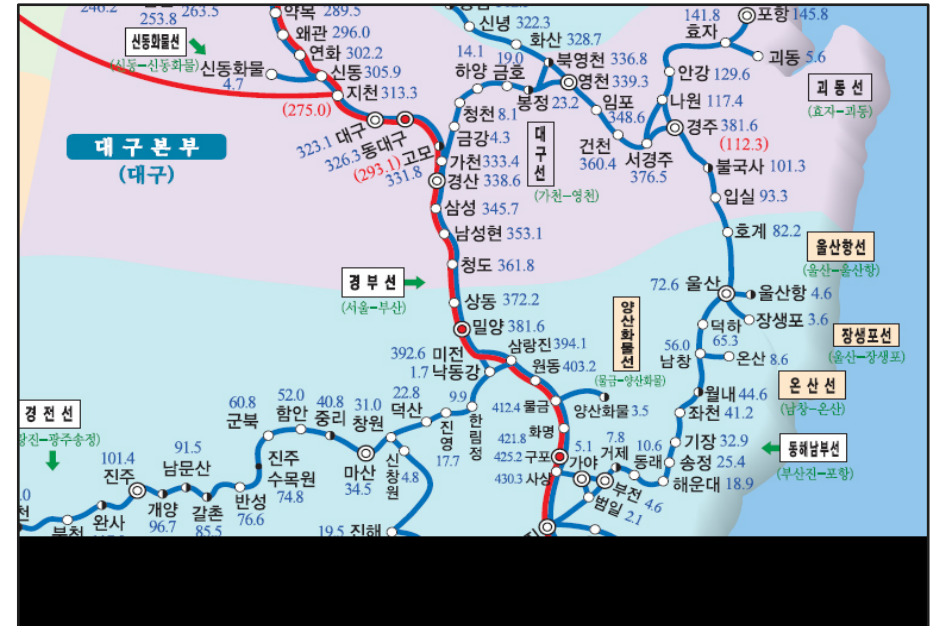 246.2
253.8
263.5
약목 289.5
왜관 296.0
연화 302.2
신동 305.9
지천 313.3
(275.0)
신동화물선
(신동-신동화물)
신동화물
4.7
대구본부
(대구)
323.1 대구
326.3 동대구
(293.1) 고모
331.8
신녕 322.3
화산 328.7
북영천 336.8
영천 339.3
14.1
하양
19.0
금호
봉정 23.2
청천 8.1
금강 4.3
가천 333.4
경산 338.6
대구선
(가천-영천)
임포
348.6
건천
360.4
서경주
376.5
141.8
효자
포항 145.8
괴동 5.6
괴동선
(효자-괴동)
안강 129.6
나원 117.4
경주 381.6
(112.3)
불국사 101.3
입실 93.3
호계 82.2
삼성 345.7
남성현 353.1
청도 361.8
경부선
(서울-부산)
상동 372.2
밀양 381.6
양산화물선
(물금-양산화물)
울산항선
(울산-울산항)
72.6 울산
울산항 4.6
장생포 3.6
장생포선
(울산-장생포)
덕하
65.3
56.0
남창
온산 8.6
온산선
(남창-온산)
월내 44.6
좌천 41.2
기장 32.9
송정 25.4
해운대 18.9
동해남부선
(부산진-포항)
392.6 미전
1.7 낙동강
삼랑진 394.1
원동 403.2
412.4 물금
양산화물 3.5
421.8 화명
425.2 구포
430.3 사상
5.1
가야
7.8
거제
10.6
동래
부전 4.6
범일 2.1
경전선
진-광주송정)
60.8
군북
52.0
함안
40.8
중리
31.0
창원
22.8
덕산
9.9
한림정
진영
17.7
신창원
4.8
마산
34.5
진주수목원
74.8
반성
76.6
91.5
남문산
101.4
진주
개양
96.7
갈촌
85.5
완사
19.5 진해